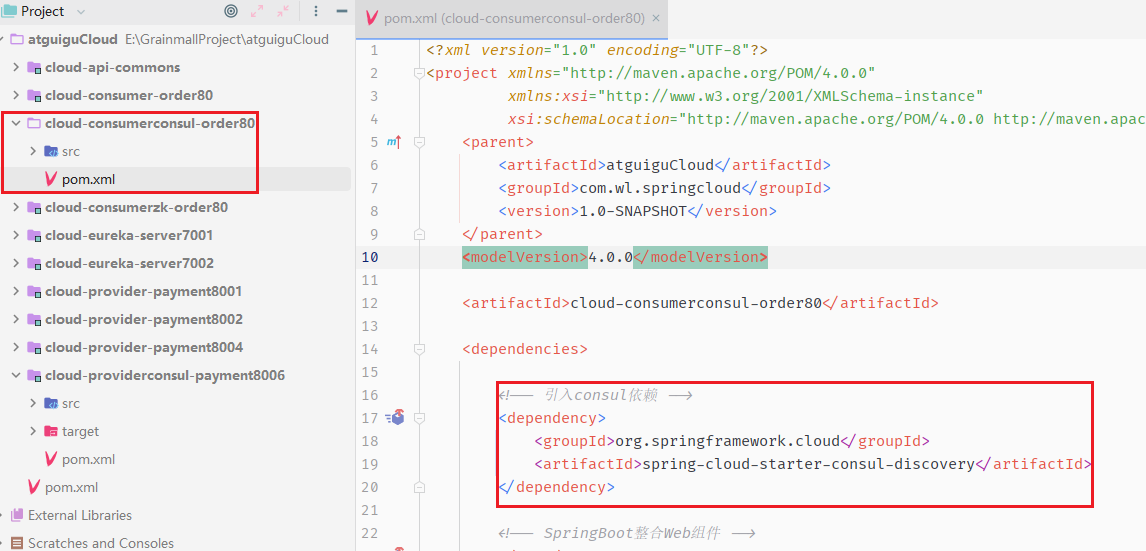 Project
atguiguCloud E:\GrainmallProject\atguiguCloud
cloud-api-commons
cloud-consumer-order80
cloud-consumerconsul-order80
src
pom.xml
cloud-consumerzk-order80
cloud-eureka-server7001
cloud-eureka-server7002
cloud-provider-payment8001
cloud-provider-payment8002
cloud-provider-payment8004
cloud-providerconsul-payment8006
src
target
pom.xml
pom.xml
External Libraries
Scratches and Consoles
pom.xml (cloud-consumerconsul-order80)
1 <?xml version="1.0" encoding="UTF-8"?>
2 <project xmlns="http://maven.apache.org/POM/4.0.0"
3 xmlns:xsi="http://www.w3.org/2001/XMLSchema-instance"
4 xsi:schemaLocation="http://maven.apache.org/POM/4.0.0 http://maven.apa
5 <parent>
6 <artifactId>atguiguCloud</artifactId>
7 <groupId>com.wl.springcloud</groupId>
8 <version>1.0-SNAPSHOT</version>
9 </parent>
10 <modelVersion>4.0.0</modelVersion>
11
12 <artifactId>cloud-consumerconsul-order80</artifactId>
13
14 <dependencies>
15
16 <!-- 引入consul依赖 -->
17 <dependency>
18 <groupId>org.springframework.cloud</groupId>
19 <artifactId>spring-cloud-starter-consul-discovery</artifactId>
20 </dependency>
21
22 <!-- SpringBoot整合Web组件 -->